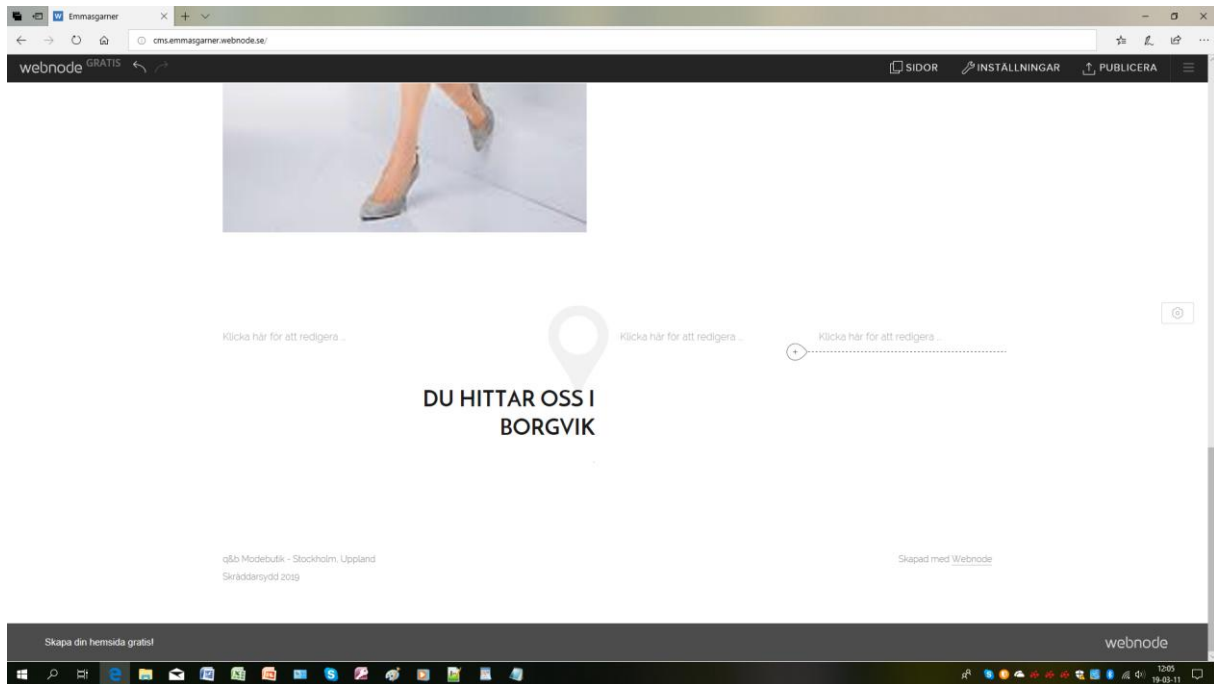 Emmasgarner
cms.emmasgarner.webnode.se/
webnode GRATIS SIDOR INSTÄLLNINGAR PUBLICERA
Klicka här för att redigera ... Klicka här för att redigera ... Klicka här för att redigera ...
DU HITTAR OSS I
BORGVIK
q&b Modebutik - Stockholm, Uppland Skapad med Webnode
Skräddarsydd 2019
Skapa din hemsida gratis! webnode
12:05
19-03-11